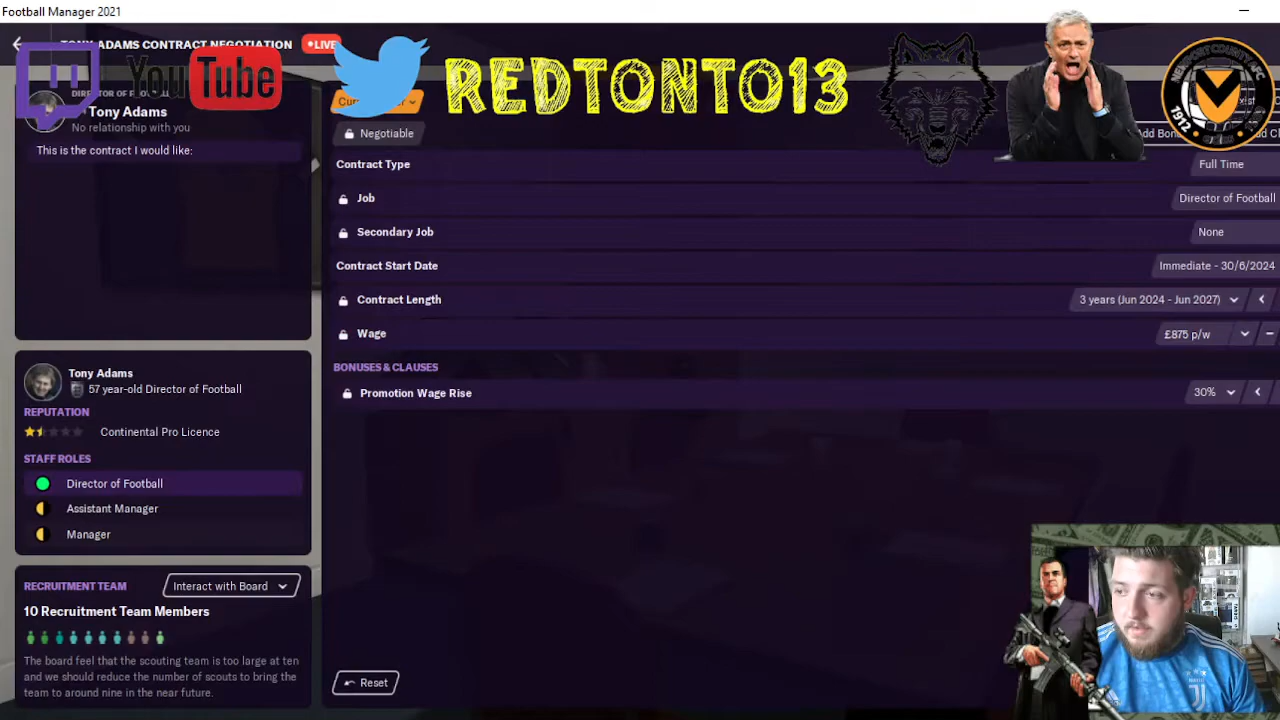 Football Manager 2021
TONY ADAMS CONTRACT NEGOTIATION
LIVE
YouTube
REDTONTO13
NEWPORT COUNTY AFC
1912
Tony Adams
No relationship with you
This is the contract I would like:
Negotiable
Contract Type
Full Time
Job
Director of Football
Secondary Job
None
Contract Start Date
Immediate - 30/6/2024
Contract Length
3 years (Jun 2024 - Jun 2027)
Wage
£875 p/w
BONUSES & CLAUSES
Promotion Wage Rise
30%
Tony Adams
57 year-old Director of Football
REPUTATION
Continental Pro Licence
STAFF ROLES
Director of Football
Assistant Manager
Manager
RECRUITMENT TEAM
Interact with Board
10 Recruitment Team Members
The board feel that the scouting team is too large at ten
and we should reduce the number of scouts to bring the
team to around nine in the near future.
Reset